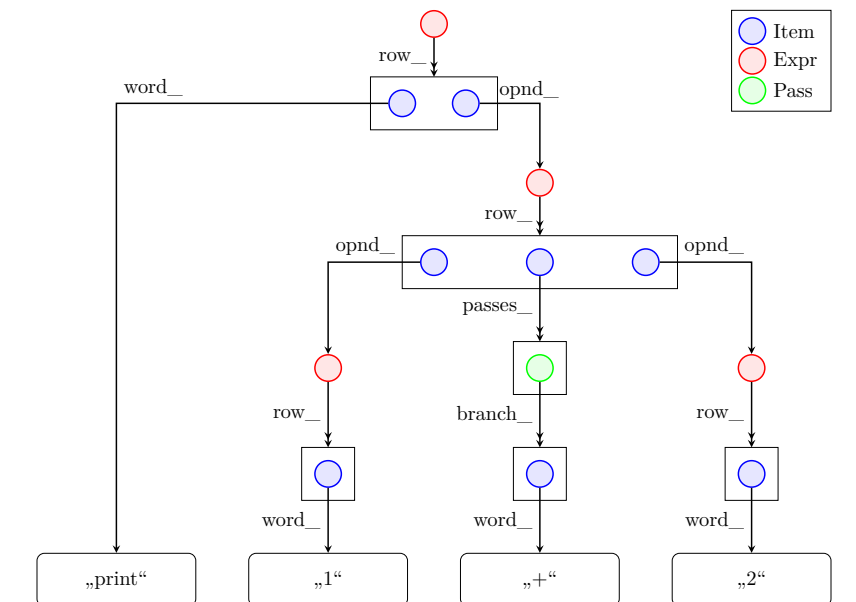 Item
row_
Expr
word_
opnd_
Pass
row_
opnd_
opnd_
passes_
row_
branch_
row_
word_
word_
word_
„print“
„1“
„+“
„2“